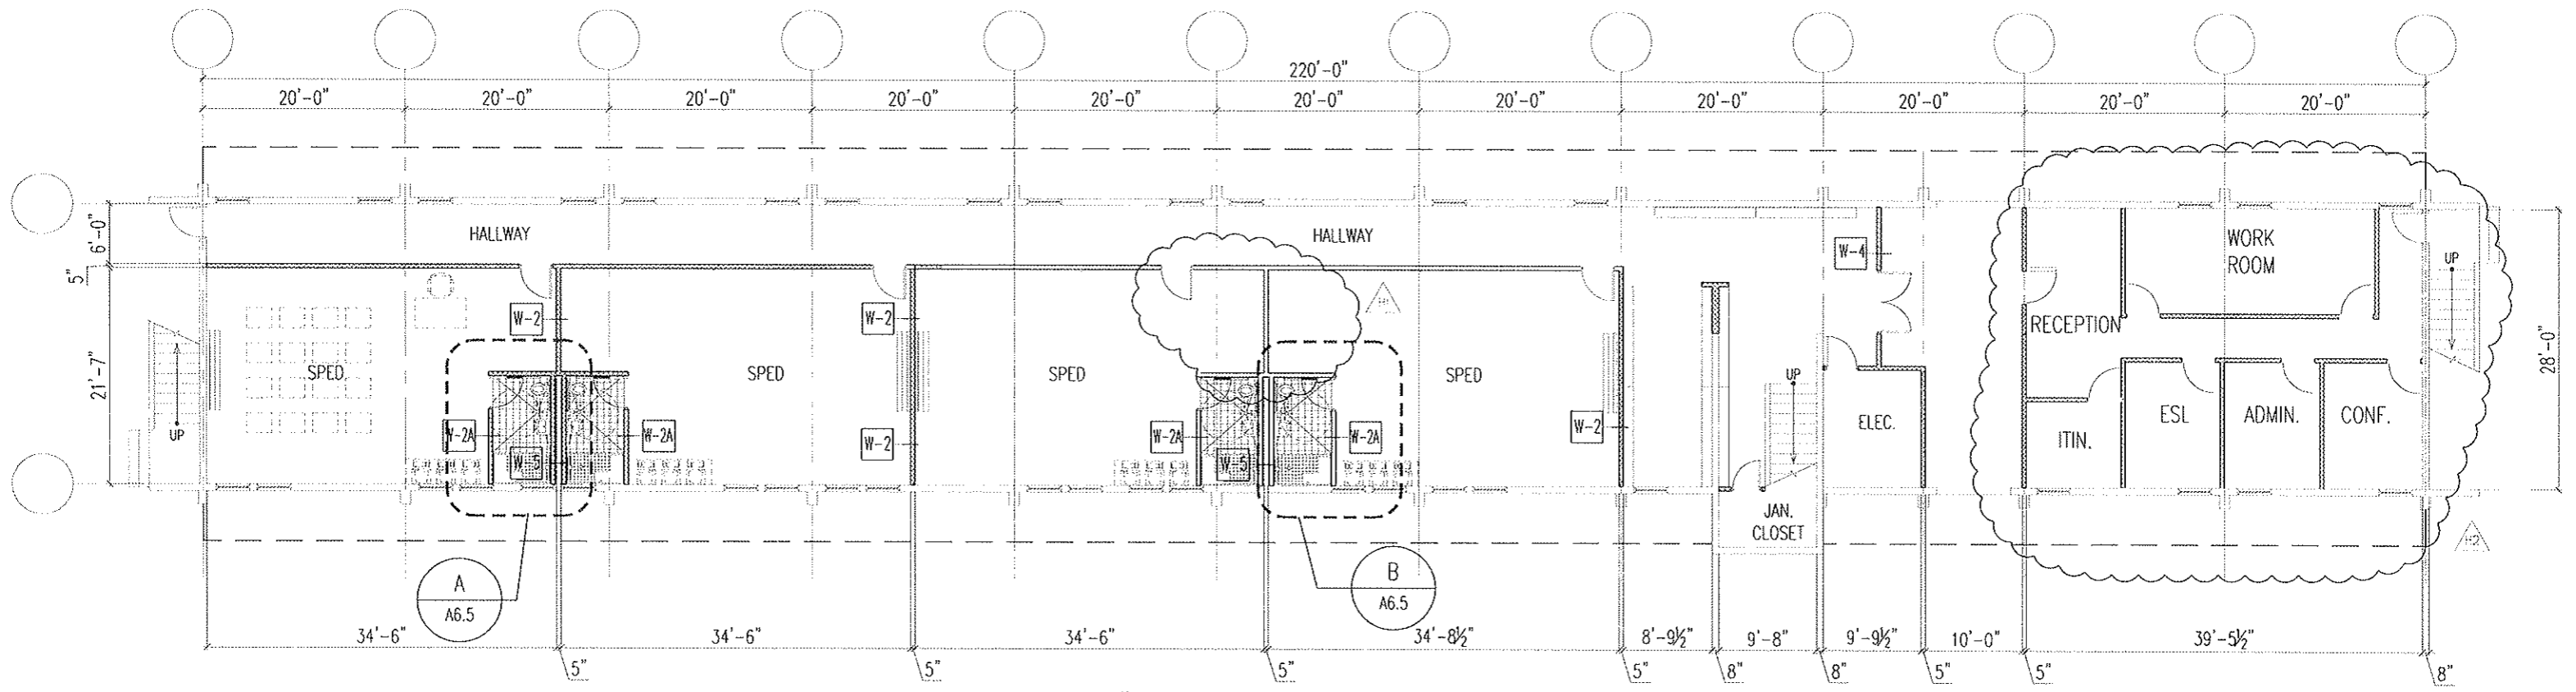 220'-0"
20'-0" 20'-0" 20'-0" 20'-0" 20'-0" 20'-0" 20'-0" 20'-0" 20'-0" 20'-0" 20'-0"
6'-0"
5"
21'-7"
28'-0"
HALLWAY
HALLWAY
W-4
WORK
ROOM
UP
W-2
W-2
H1
RECEPTION
SPED
SPED
SPED
SPED
UP
UP
W-2A
W-2A
W-2
W-2A
W-2A
W-2
ELEC.
ITIN.
ESL
ADMIN.
CONF.
W-5
W-5
JAN.
CLOSET
H2
A
A6.5
B
A6.5
34'-6" 34'-6" 34'-6" 34'-8½" 8'-9½" 9'-8" 9'-9½" 10'-0" 39'-5½"
5" 5" 5" 5" 8" 8" 5" 5" 8"